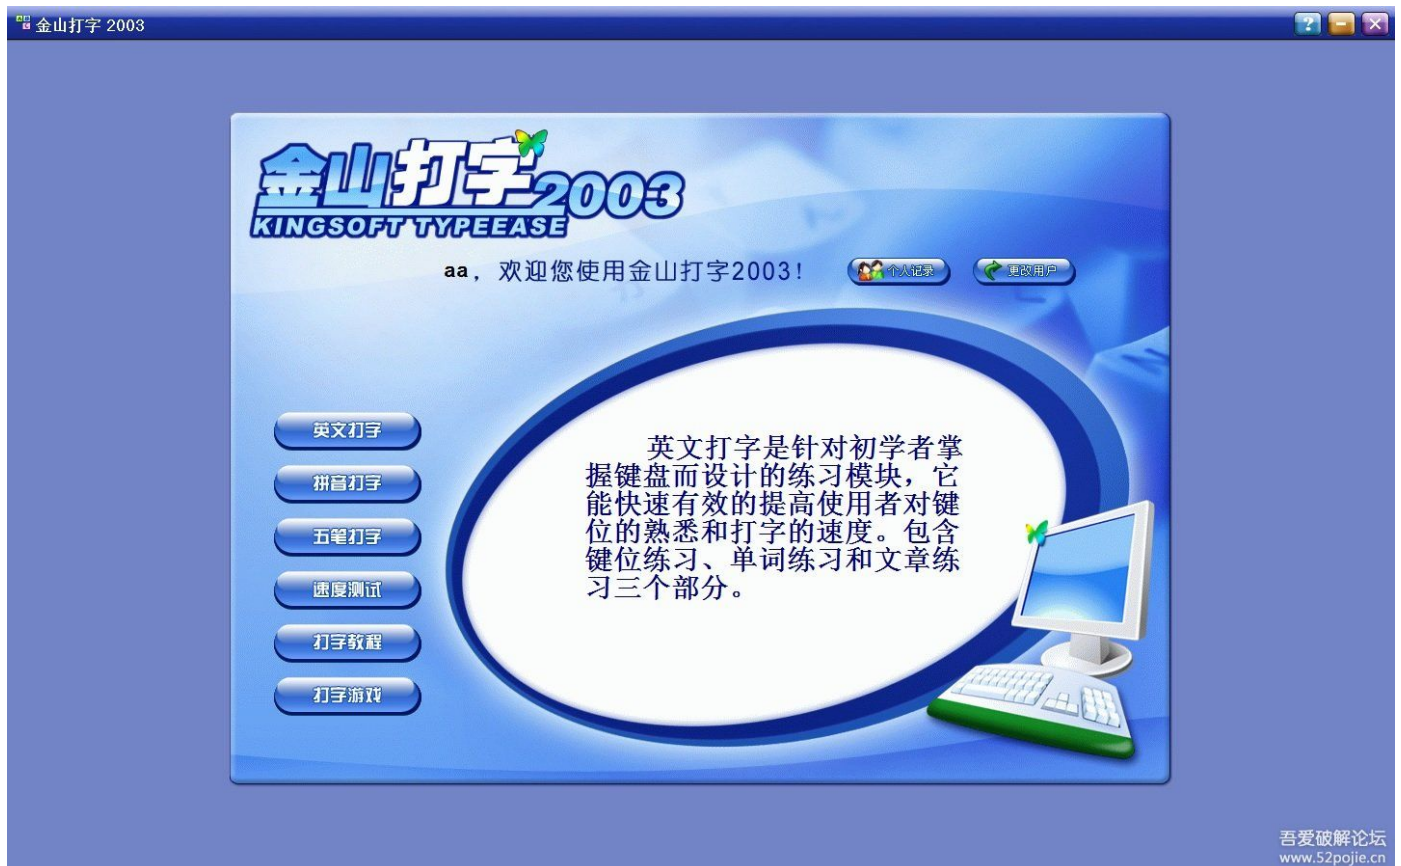 金山打字 2003
金山打字2003
KINGSOFT TYPEEASE
aa，欢迎您使用金山打字2003！
个人记录
更改用户
英文打字
拼音打字
五笔打字
速度测试
打字教程
打字游戏
英文打字是针对初学者掌
握键盘而设计的练习模块，它
能快速有效的提高使用者对键
位的熟悉和打字的速度。包含
键位练习、单词练习和文章练
习三个部分。
吾爱破解论坛
www.52pojie.cn